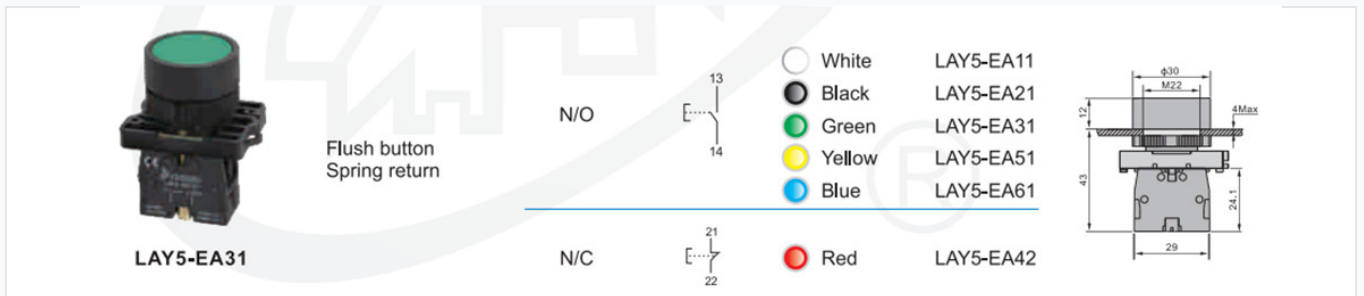 LAY5-EA31
Flush button
Spring return
N/O
13
14
White LAY5-EA11
Black LAY5-EA21
Green LAY5-EA31
Yellow LAY5-EA51
Blue LAY5-EA61
N/C
21
22
Red LAY5-EA42
ϕ30
M22
12
4Max
43
24.1
29
CE
®